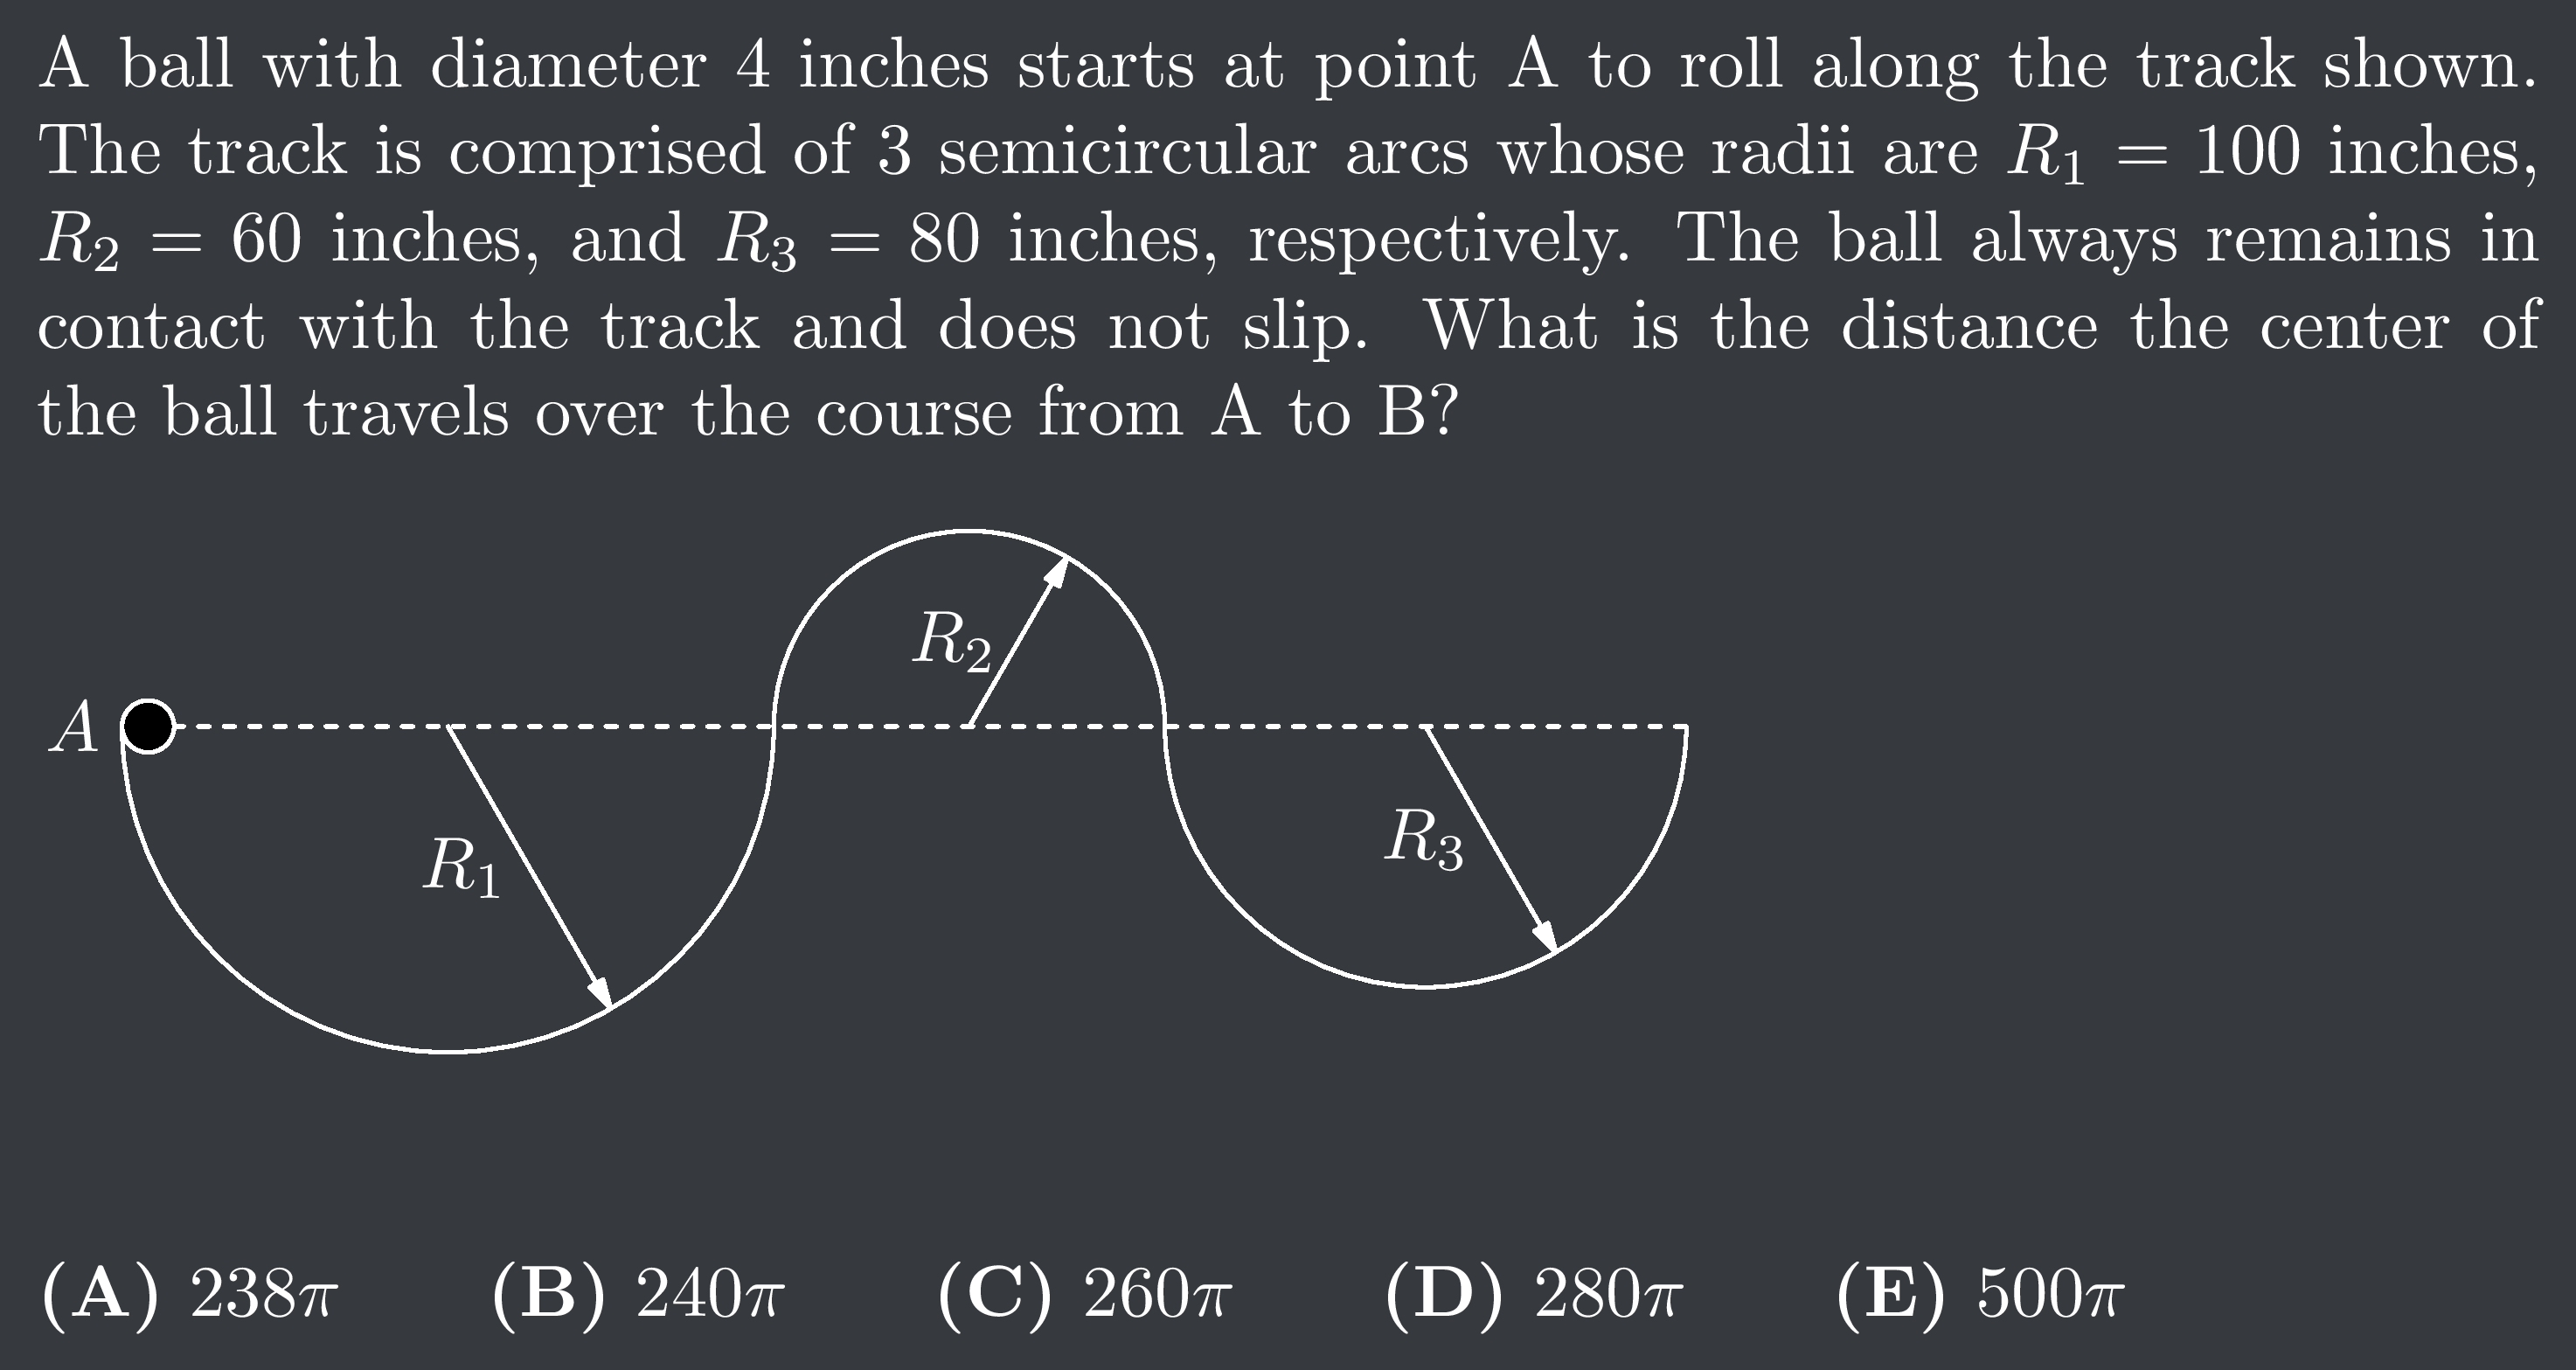 A ball with diameter 4 inches starts at point A to roll along the track shown.
The track is comprised of 3 semicircular arcs whose radii are $R_1 = 100$ inches,
$R_2 = 60$ inches, and $R_3 = 80$ inches, respectively. The ball always remains in
contact with the track and does not slip. What is the distance the center of
the ball travels over the course from A to B?
$R_2$
$A$
$R_3$
$R_1$
(A) $238\pi$ (B) $240\pi$ (C) $260\pi$ (D) $280\pi$ (E) $500\pi$